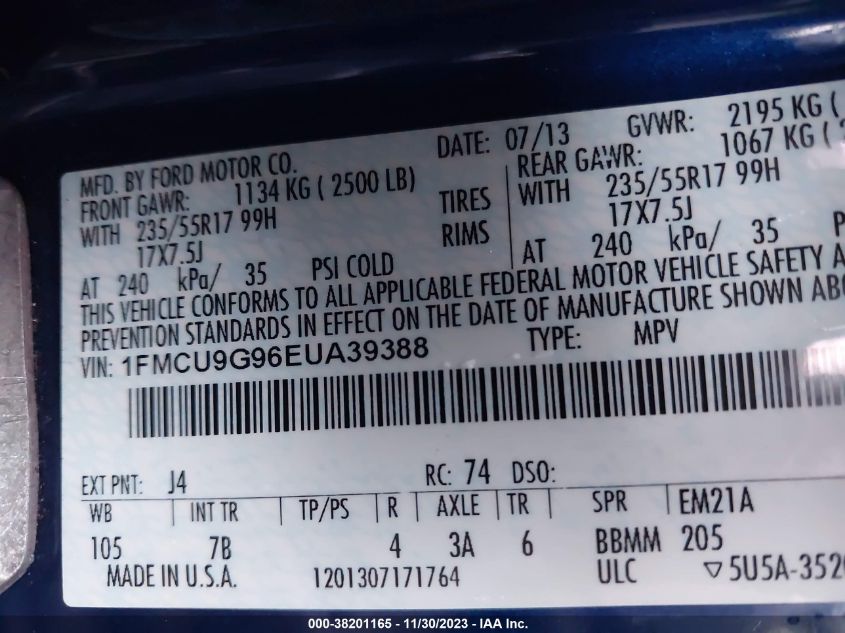 DATE: 07/13 GVWR: 2195 KG (
MFD. BY FORD MOTOR CO.
FRONT GAWR: 1134 KG ( 2500 LB) REAR GAWR: 1067 KG (
WITH 235/55R17 99H TIRES WITH 235/55R17 99H
17X7.5J RIMS 17X7.5J
AT 240 kPa/ 35 PSI COLD AT 240 kPa/ 35 P
THIS VEHICLE CONFORMS TO ALL APPLICABLE FEDERAL MOTOR VEHICLE SAFETY A
PREVENTION STANDARDS IN EFFECT ON THE DATE OF MANUFACTURE SHOWN ABO
VIN: 1FMCU9G96EUA39388 TYPE: MPV
EXT PNT: J4 RC: 74 DSO:
WB INT TR TP/PS R AXLE TR SPR EM21A
105 7B 4 3A 6 BBMM 205
MADE IN U.S.A. 1201307171764 ULC ▽5U5A-352
000-38201165 - 11/30/2023 - IAA Inc.